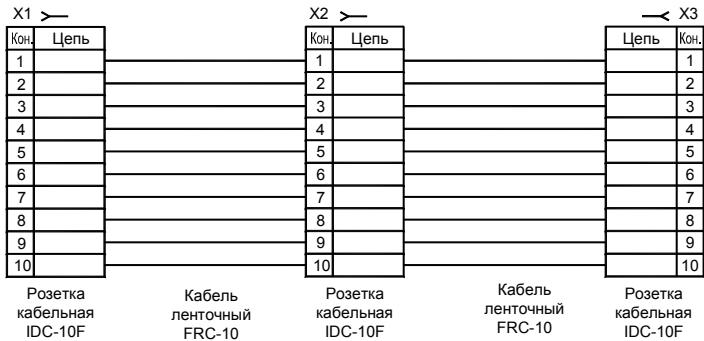 X1 X2 X3
Кон. Цепь Кон. Цепь Цепь Кон.
1 1 1
2 2 2
3 3 3
4 4 4
5 5 5
6 6 6
7 7 7
8 8 8
9 9 9
10 10 10
Розетка
кабельная
IDC-10F
Кабель
ленточный
FRC-10
Розетка
кабельная
IDC-10F
Кабель
ленточный
FRC-10
Розетка
кабельная
IDC-10F